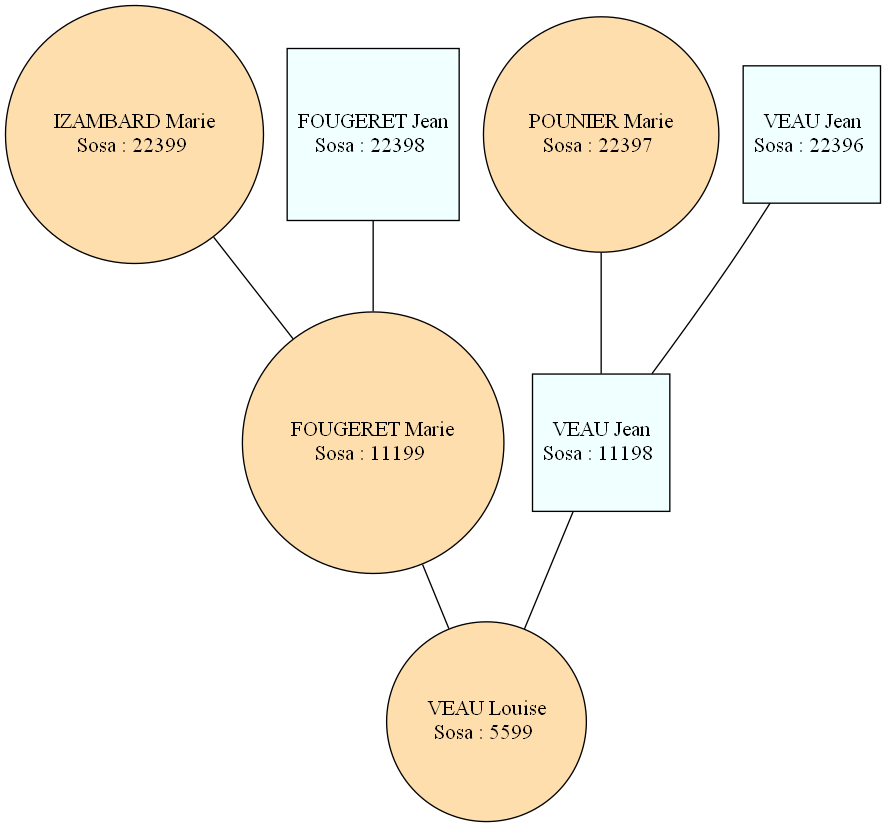 IZAMBARD Marie
Sosa : 22399
FOUGERET Jean
Sosa : 22398
POUNIER Marie
Sosa : 22397
VEAU Jean
Sosa : 22396
FOUGERET Marie
Sosa : 11199
VEAU Jean
Sosa : 11198
VEAU Louise
Sosa : 5599